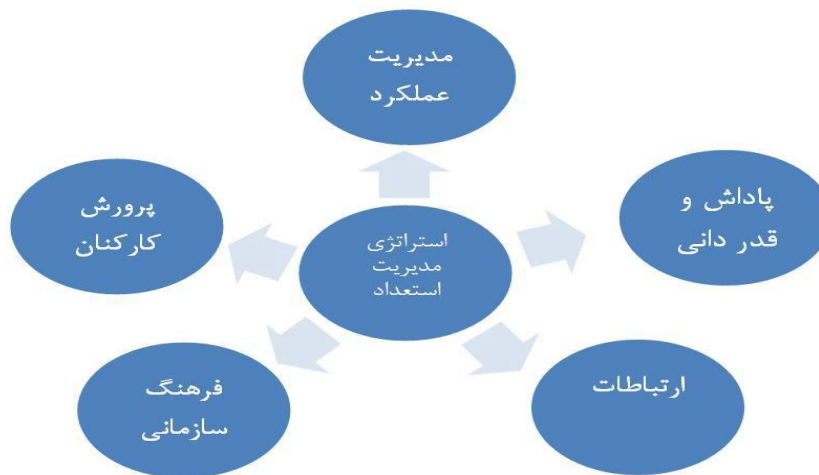 مدیریت
عملکرد
پاداش و
قدر دانی
پرورش
کارکنان
استراتژی
مدیریت
استعداد
ارتباطات
فرهنگ
سازمانی